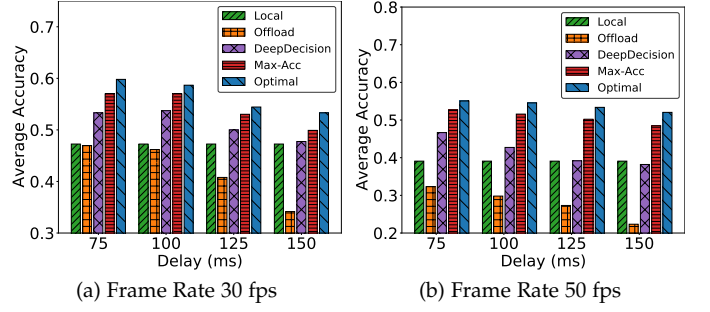 Average Accuracy
0.7
0.6
0.5
0.4
0.3
75 100 125 150
Delay (ms)
Local
Offload
DeepDecision
Max-Acc
Optimal
(a) Frame Rate 30 fps
Average Accuracy
0.8
0.7
0.6
0.5
0.4
0.3
0.2
75 100 125 150
Delay (ms)
Local
Offload
DeepDecision
Max-Acc
Optimal
(b) Frame Rate 50 fps